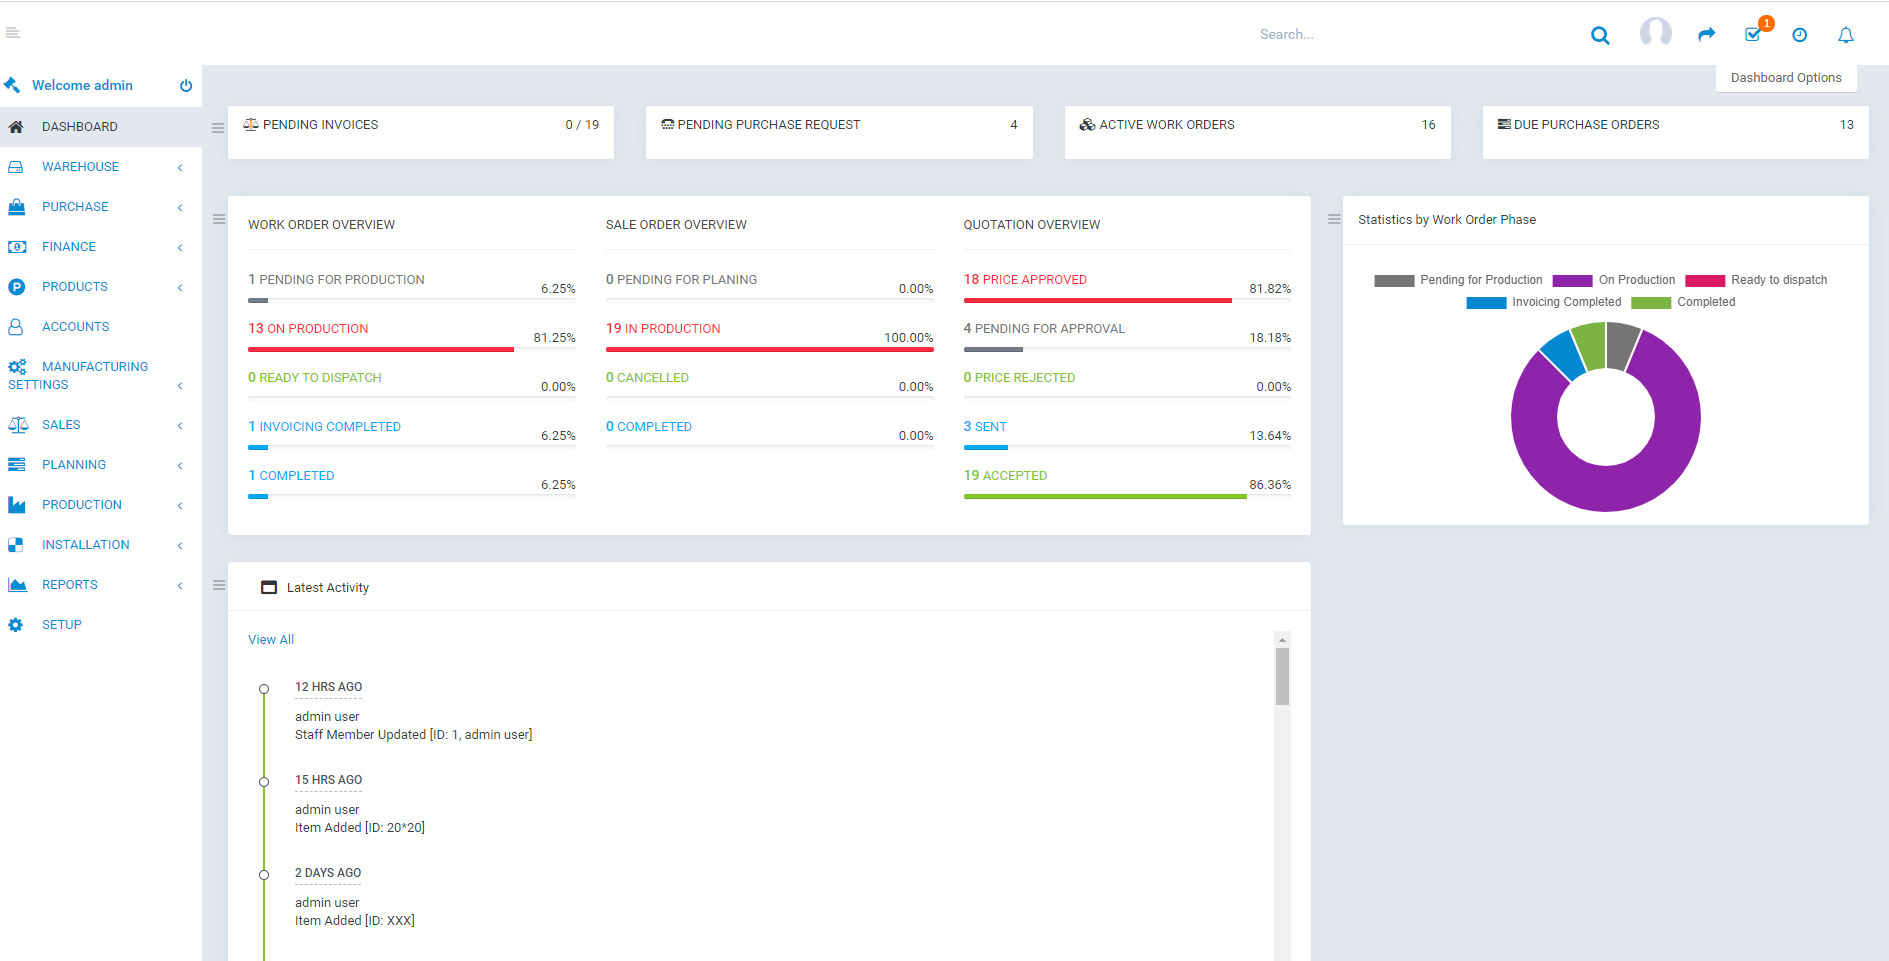 Search...
1
Dashboard Options
Welcome admin
DASHBOARD
WAREHOUSE
PURCHASE
FINANCE
PRODUCTS
ACCOUNTS
MANUFACTURING
SETTINGS
SALES
PLANNING
PRODUCTION
INSTALLATION
REPORTS
SETUP
PENDING INVOICES 0 / 19
PENDING PURCHASE REQUEST 4
ACTIVE WORK ORDERS 16
DUE PURCHASE ORDERS 13
WORK ORDER OVERVIEW
1 PENDING FOR PRODUCTION 6.25%
13 ON PRODUCTION 81.25%
0 READY TO DISPATCH 0.00%
1 INVOICING COMPLETED 6.25%
1 COMPLETED 6.25%
SALE ORDER OVERVIEW
0 PENDING FOR PLANING 0.00%
19 IN PRODUCTION 100.00%
0 CANCELLED 0.00%
0 COMPLETED 0.00%
QUOTATION OVERVIEW
18 PRICE APPROVED 81.82%
4 PENDING FOR APPROVAL 18.18%
0 PRICE REJECTED 0.00%
3 SENT 13.64%
19 ACCEPTED 86.36%
Statistics by Work Order Phase
Pending for Production On Production Ready to dispatch
Invoicing Completed Completed
Latest Activity
View All
12 HRS AGO
admin user
Staff Member Updated [ID: 1, admin user]
15 HRS AGO
admin user
Item Added [ID: 20*20]
2 DAYS AGO
admin user
Item Added [ID: XXX]